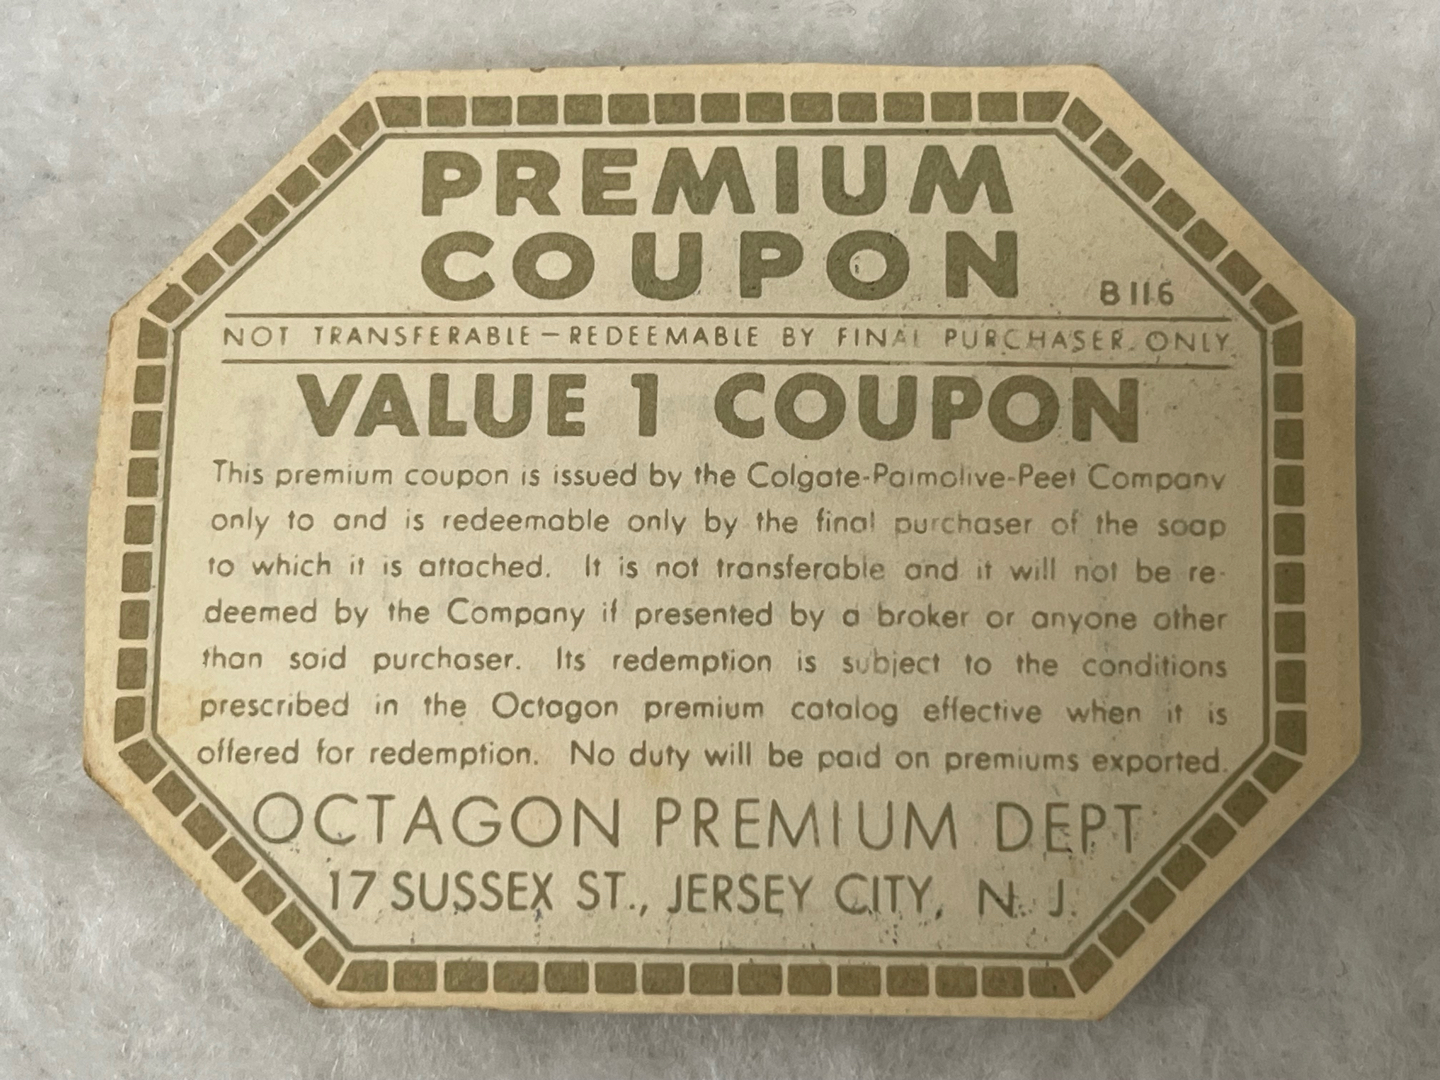 PREMIUM
COUPON
B116
NOT TRANSFERABLE — REDEEMABLE BY FINAL PURCHASER ONLY
VALUE 1 COUPON
This premium coupon is issued by the Colgate-Palmolive-Peet Company
only to and is redeemable only by the final purchaser of the soap
to which it is attached. It is not transferable and it will not be re-
deemed by the Company if presented by a broker or anyone other
than said purchaser. Its redemption is subject to the conditions
prescribed in the Octagon premium catalog effective when it is
offered for redemption. No duty will be paid on premiums exported.
OCTAGON PREMIUM DEPT
17 SUSSEX ST., JERSEY CITY, N. J.